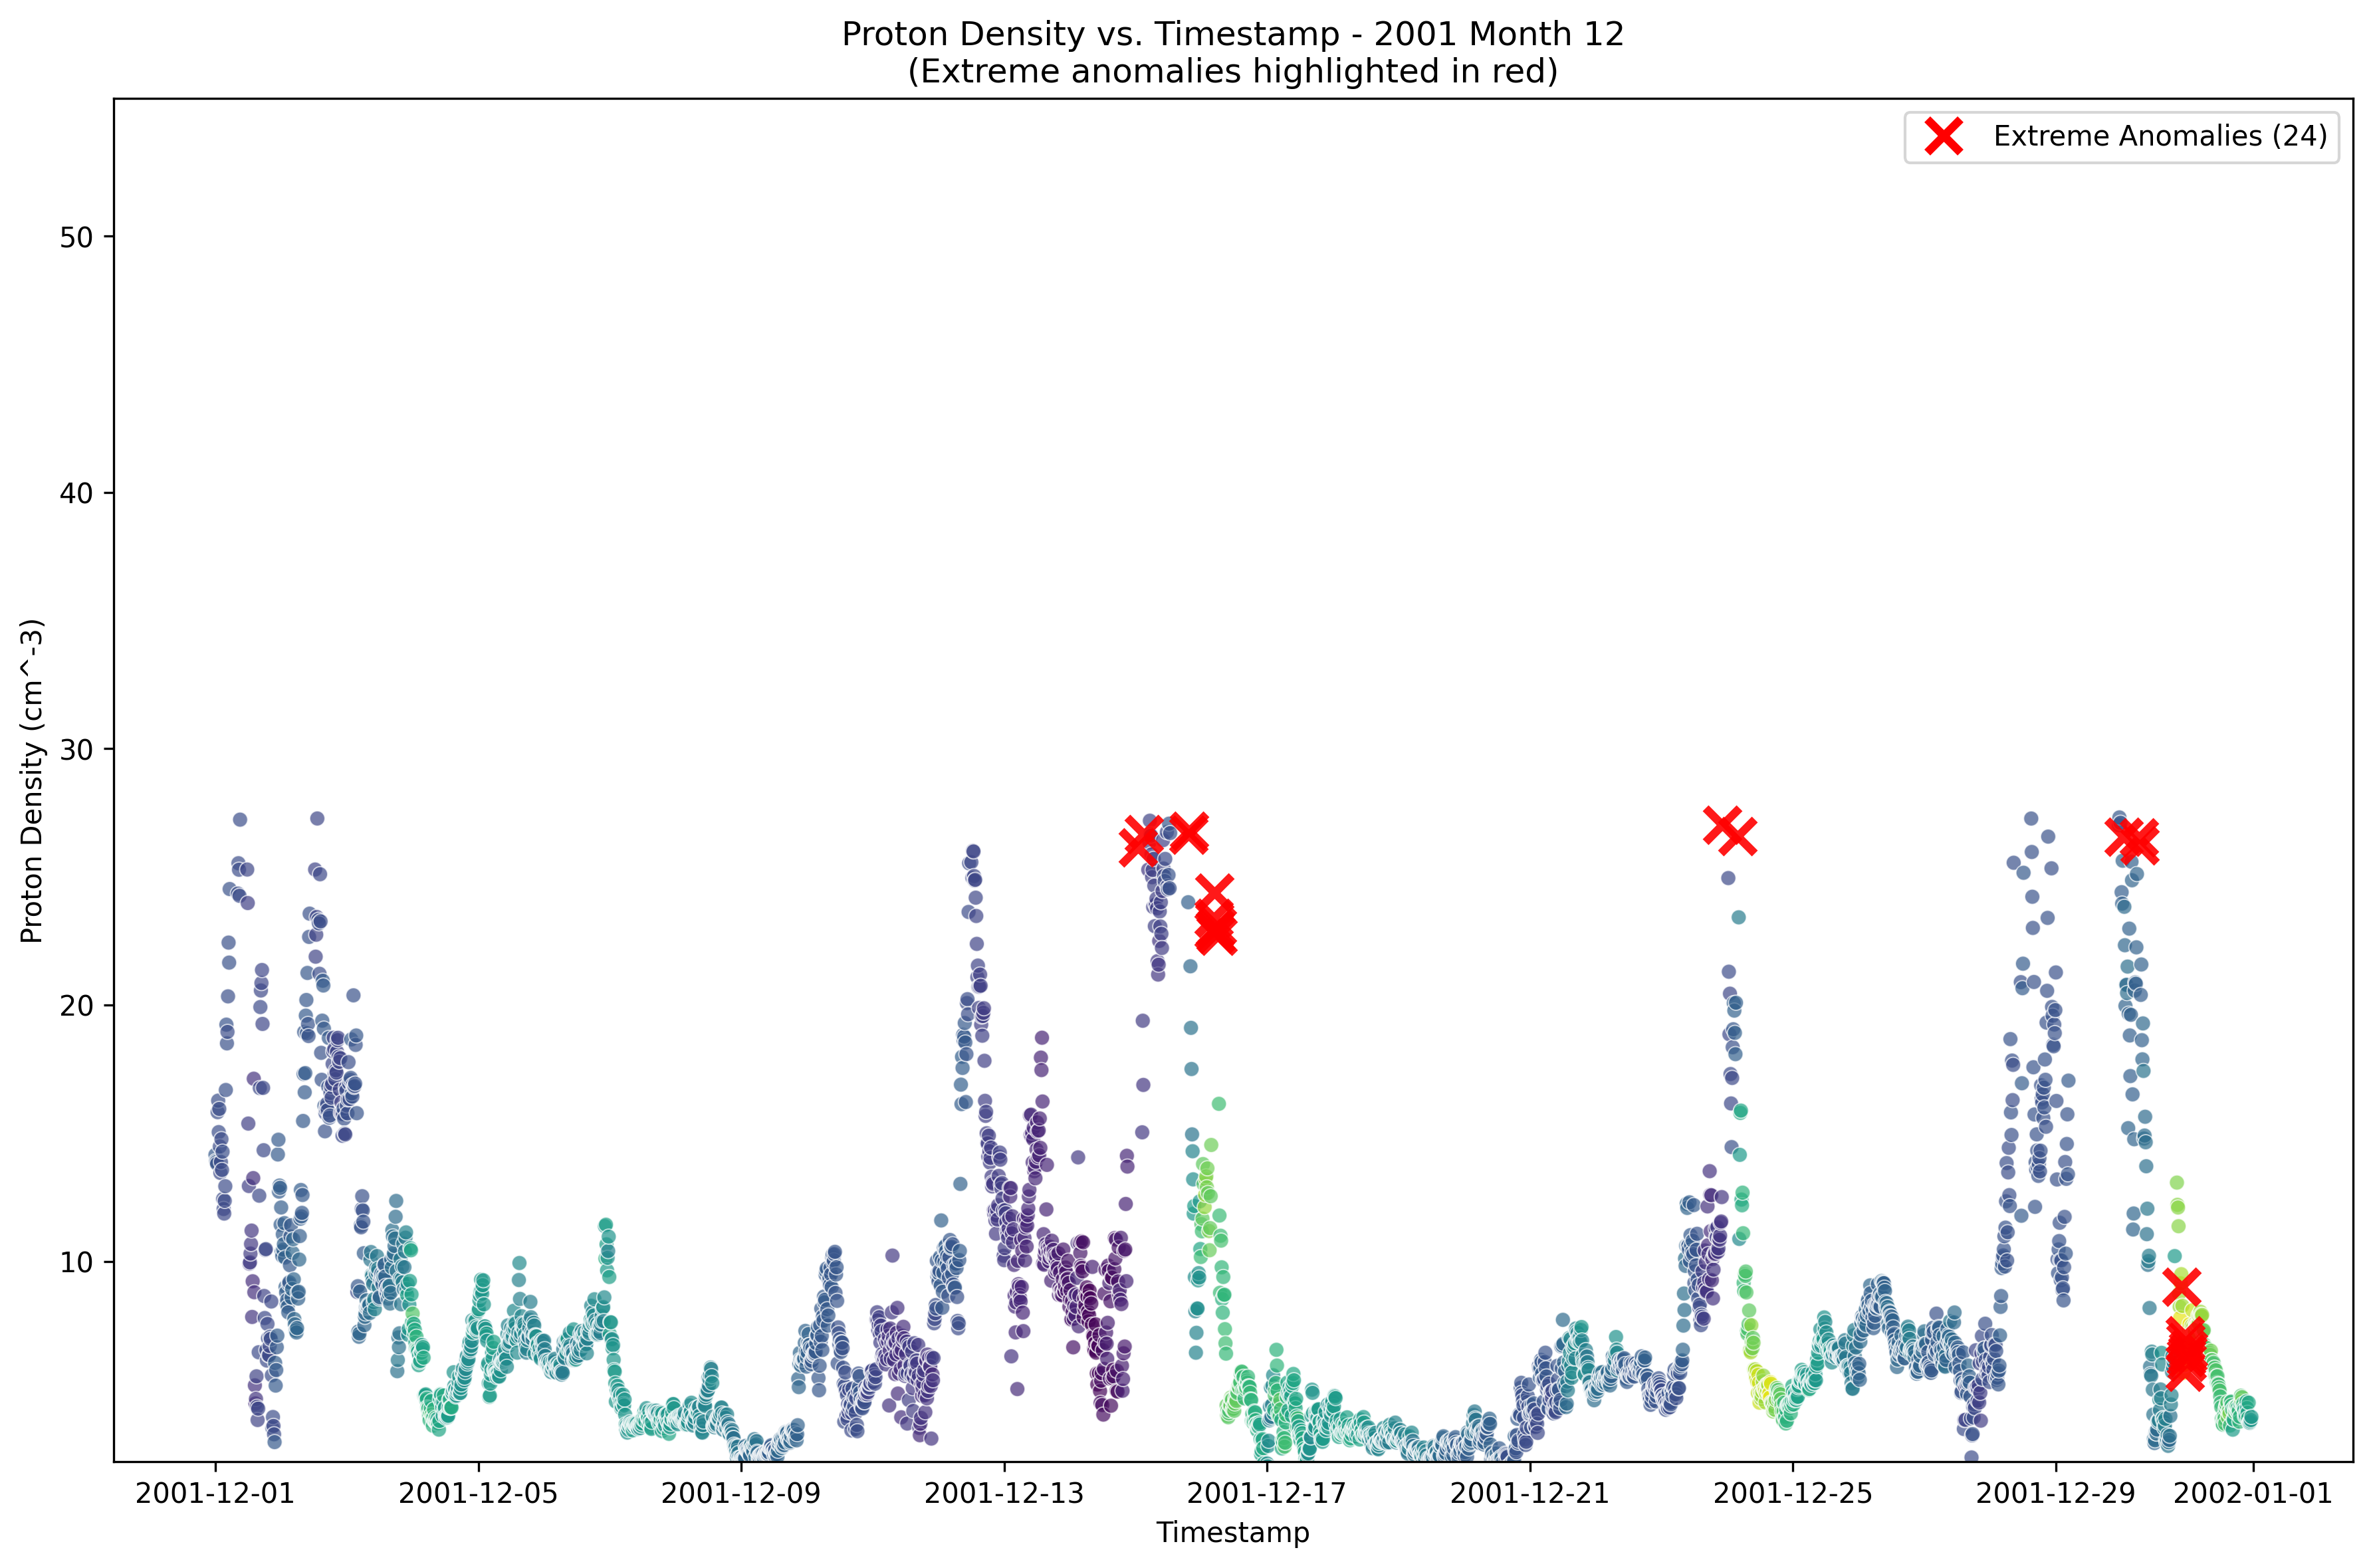 Proton Density vs. Timestamp - 2001 Month 12
(Extreme anomalies highlighted in red)
Extreme Anomalies (24)
Proton Density (cm^-3)
50
40
30
20
10
2001-12-01
2001-12-05
2001-12-09
2001-12-13
2001-12-17
2001-12-21
2001-12-25
2001-12-29
2002-01-01
Timestamp